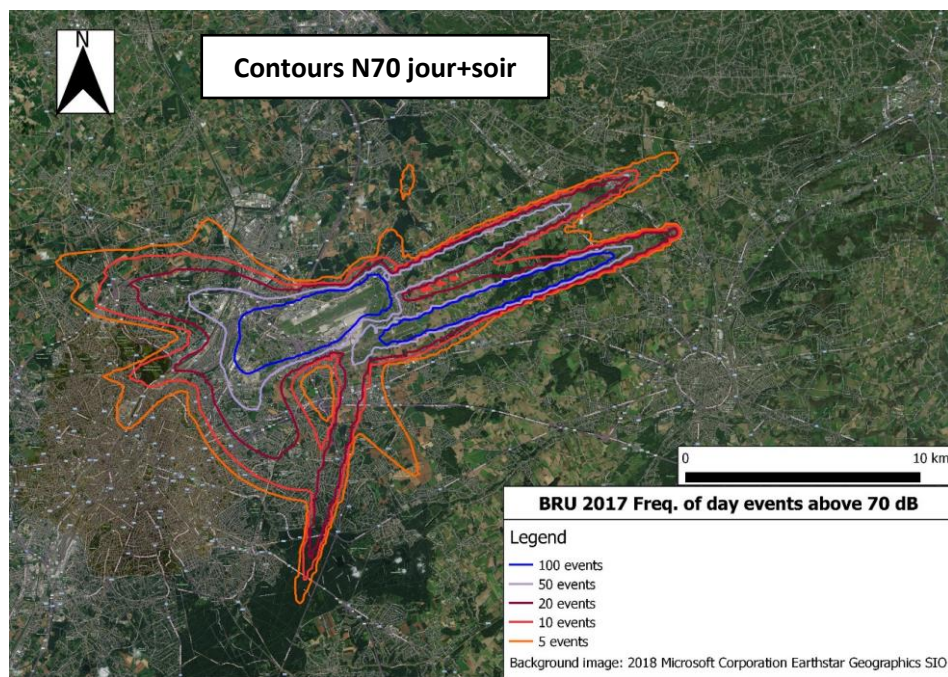 N
Contours N70 jour+soir
0 10 km
BRU 2017 Freq. of day events above 70 dB
Legend
100 events
50 events
20 events
10 events
5 events
Background image: 2018 Microsoft Corporation Earthstar Geographics SIO